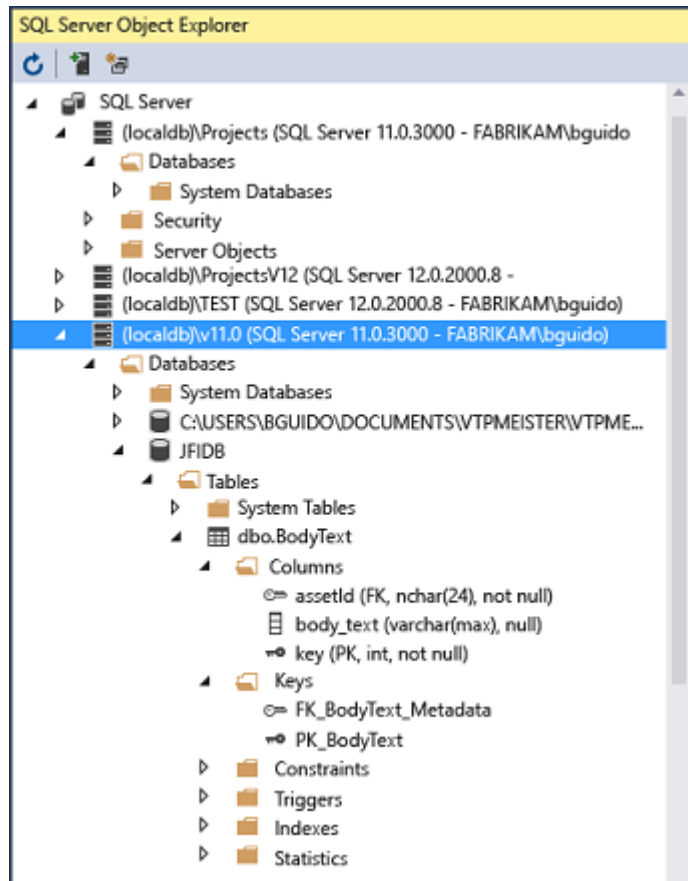 SQL Server Object Explorer
SQL Server
(localdb)\Projects (SQL Server 11.0.3000 - FABRIKAM\bguido
Databases
System Databases
Security
Server Objects
(localdb)\ProjectsV12 (SQL Server 12.0.2000.8 -
(localdb)\TEST (SQL Server 12.0.2000.8 - FABRIKAM\bguido)
(localdb)\v11.0 (SQL Server 11.0.3000 - FABRIKAM\bguido)
Databases
System Databases
C:\USERS\BGUIDO\DOCUMENTS\VTPMEISTER\VTPME...
JFIDB
Tables
System Tables
dbo.BodyText
Columns
assetId (FK, nchar(24), not null)
body_text (varchar(max), null)
key (PK, int, not null)
Keys
FK_BodyText_Metadata
PK_BodyText
Constraints
Triggers
Indexes
Statistics